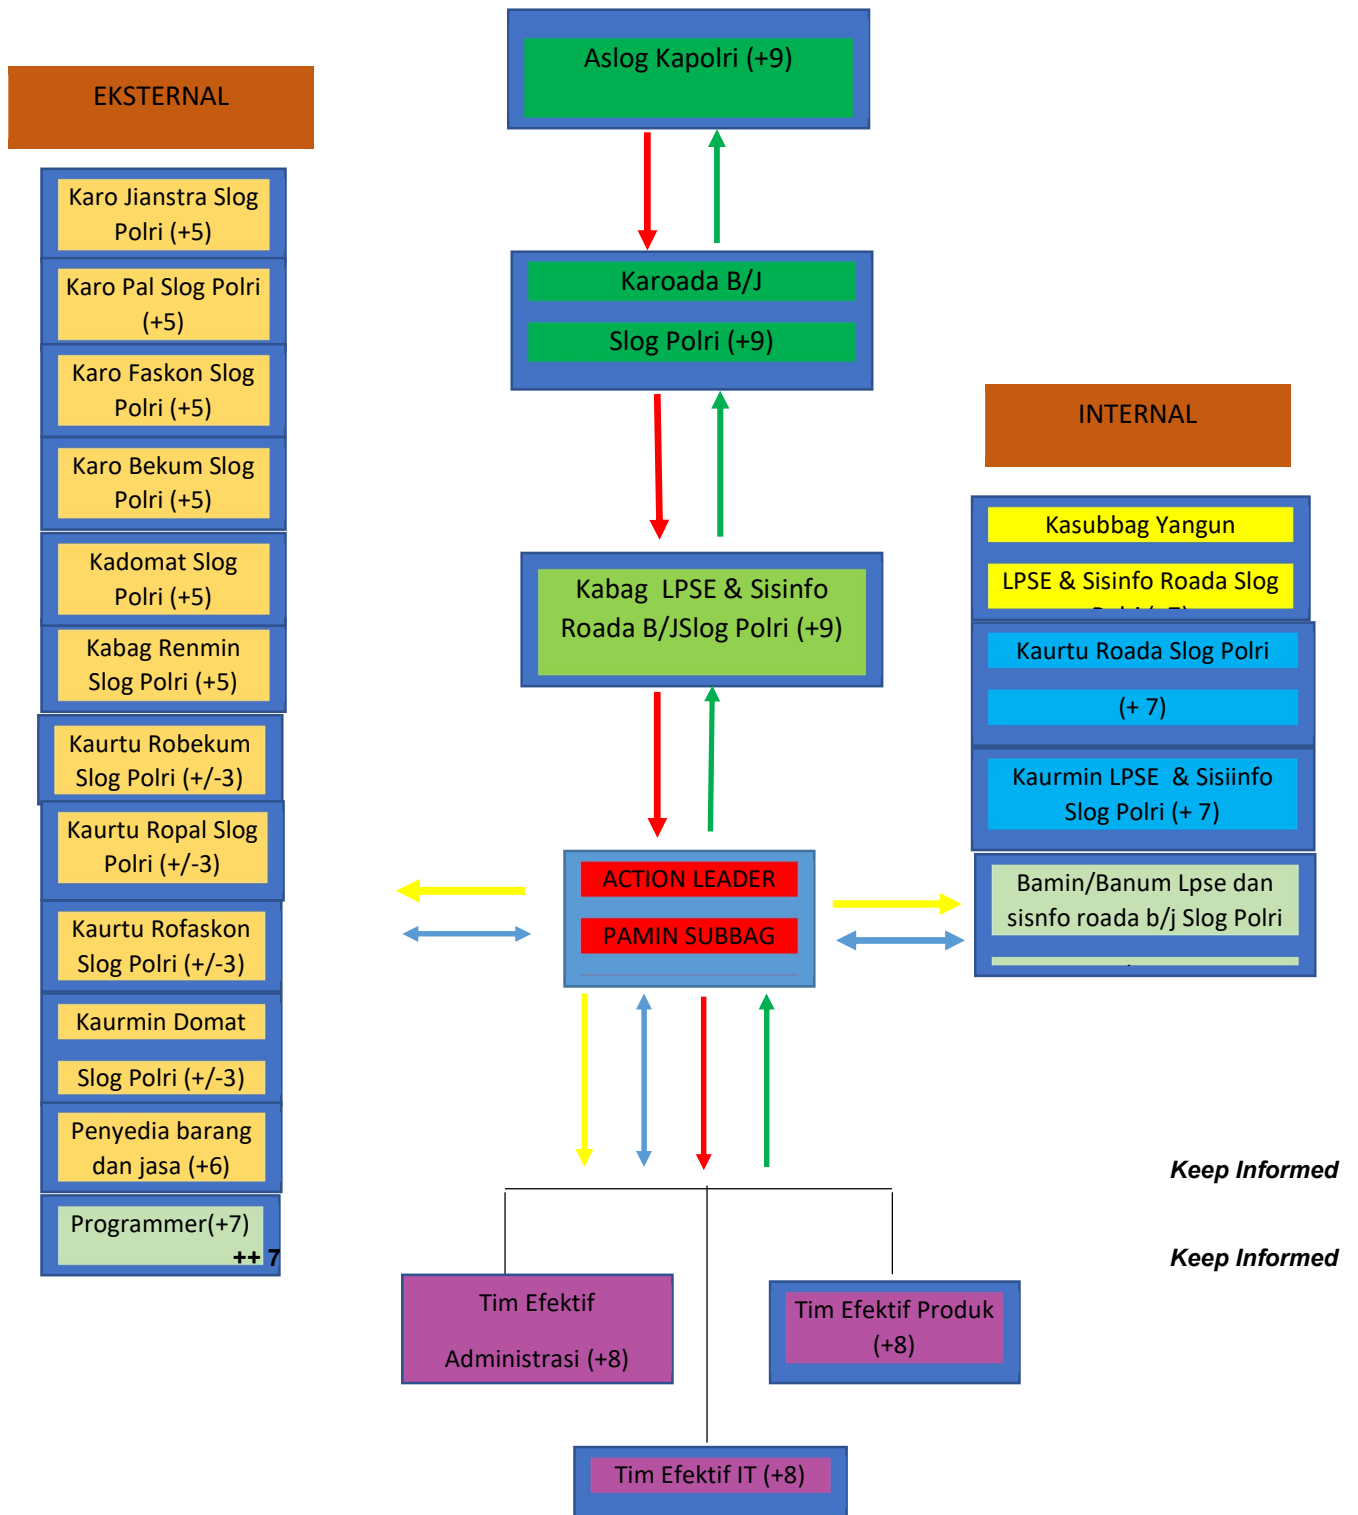 Aslog Kapolri (+9)
EKSTERNAL
Karo Jianstra Slog
Polri (+5)
Karo Pal Slog Polri
(+5)
Karo Faskon Slog
Polri (+5)
Karo Bekum Slog
Polri (+5)
Kadomat Slog
Polri (+5)
Kabag Renmin
Slog Polri (+5)
Kaurtu Robekum
Slog Polri (+/-3)
Kaurtu Ropal Slog
Polri (+/-3)
Kaurtu Rofaskon
Slog Polri (+/-3)
Kaurmin Domat
Slog Polri (+/-3)
Penyedia barang
dan jasa (+6)
Programmer(+7)
++ 7
Karoada B/J
Slog Polri (+9)
Kabag LPSE & Sisinfo
Roada B/JSlog Polri (+9)
ACTION LEADER
PAMIN SUBBAG
INTERNAL
Kasubbag Yangun
LPSE & Sisinfo Roada Slog
Kaurtu Roada Slog Polri
(+ 7)
Kaurmin LPSE & Sisiinfo
Slog Polri (+ 7)
Bamin/Banum Lpse dan
sisnfo roada b/j Slog Polri
Keep Informed
Keep Informed
Tim Efektif
Administrasi (+8)
Tim Efektif Produk
(+8)
Tim Efektif IT (+8)